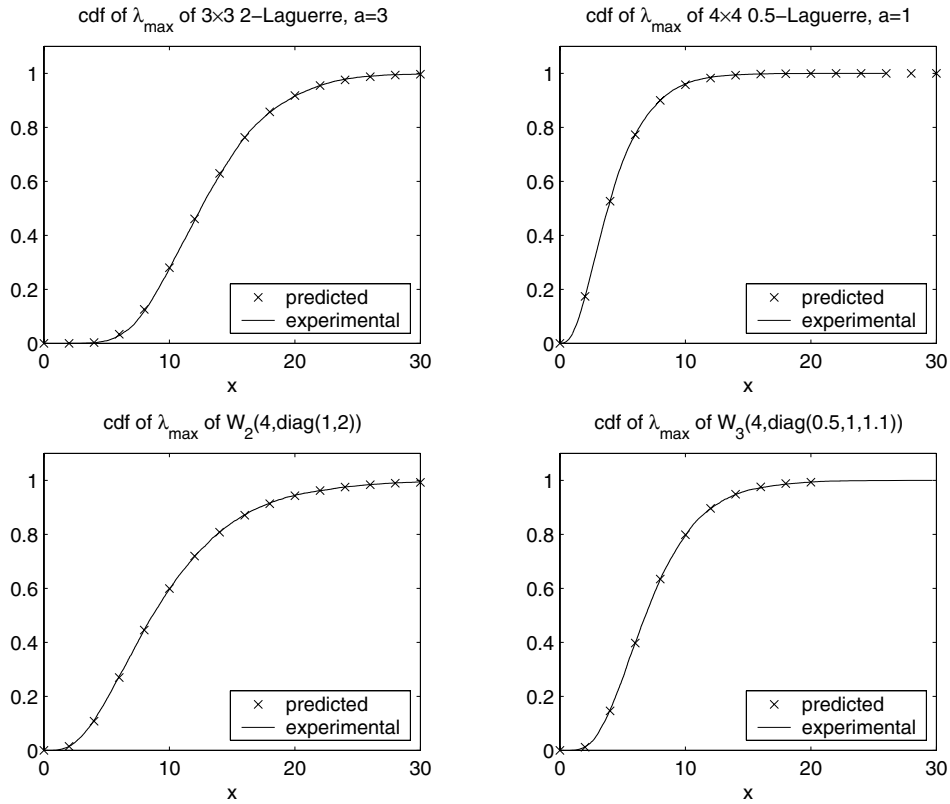 cdf of λmax of 3×3 2−Laguerre, a=3
1
0.8
0.6
0.4
0.2
0
0 10 20 30
x
× predicted
experimental
cdf of λmax of 4×4 0.5−Laguerre, a=1
1
0.8
0.6
0.4
0.2
0
0 10 20 30
x
× predicted
experimental
cdf of λmax of W2(4,diag(1,2))
1
0.8
0.6
0.4
0.2
0
0 10 20 30
x
× predicted
experimental
cdf of λmax of W3(4,diag(0.5,1,1.1))
1
0.8
0.6
0.4
0.2
0
0 10 20 30
x
× predicted
experimental